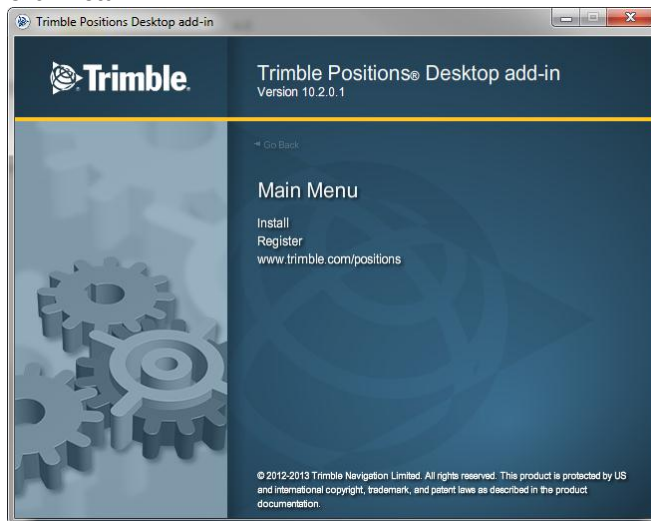 Trimble Positions Desktop add-in
Trimble.
Trimble Positions® Desktop add-in
Version 10.2.0.1
◄ Go Back
Main Menu
Install
Register
www.trimble.com/positions
© 2012-2013 Trimble Navigation Limited. All rights reserved. This product is protected by US
and international copyright, trademark, and patent laws as described in the product
documentation.